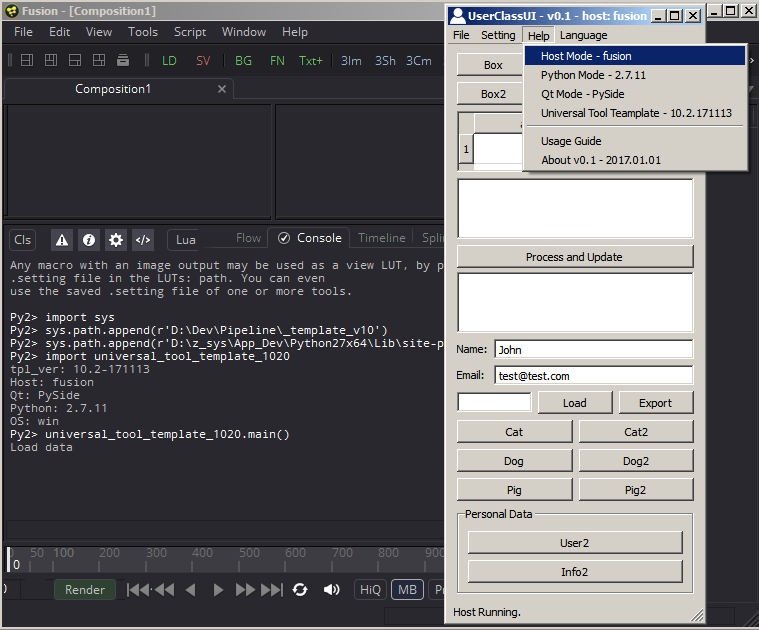 Fusion - [Composition1]
File Edit View Tools Script Window Help
LD SV BG FN Txt+ 3Im 3Sh 3Cm
Composition1
Cls Lua Flow Console Timeline
Any macro with an image output may be used as a view LUT, by
.setting file in the LUTs: path. You can even
use the saved .setting file of one or more tools.
Py2> import sys
Py2> sys.path.append(r'D:\Dev\Pipeline\_template_v10')
Py2> sys.path.append(r'D:\z_sys\App_Dev\Python27x64\Lib\site-p
Py2> import universal_tool_template_1020
tpl_ver: 10.2-171113
Host: fusion
Qt: PySide
Python: 2.7.11
OS: win
Py2> universal_tool_template_1020.main()
Load data
0 50 100 200 300 400 500 600 700 800 900
Render HiQ MB
UserClassUI - v0.1 - host: fusion
File Setting Help Language
Host Mode - fusion
Python Mode - 2.7.11
Qt Mode - PySide
Universal Tool Teamplate - 10.2.171113
Usage Guide
About v0.1 - 2017.01.01
Box
Box2
1
Process and Update
Name: John
Email: test@test.com
Load Export
Cat Cat2
Dog Dog2
Pig Pig2
Personal Data
User2
Info2
Host Running.